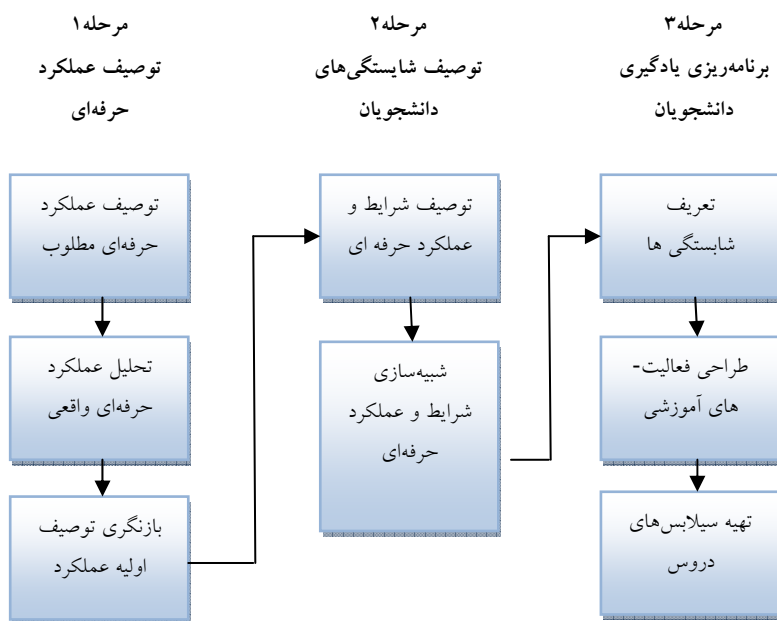 مرحله۱
توصیف عملکرد
حرفه‌ای
مرحله۲
توصیف شایستگی‌های
دانشجویان
مرحله۳
برنامه‌ریزی یادگیری
دانشجویان
توصیف عملکرد
حرفه‌ای مطلوب
تحلیل عملکرد
حرفه‌ای واقعی
بازنگری توصیف
اولیه عملکرد
توصیف شرایط و
عملکرد حرفه ای
شبیه‌سازی
شرایط و عملکرد
حرفه‌ای
تعریف
شابستگی ها
طراحی فعالیت-
های آموزشی
تهیه سیلابس‌های
دروس